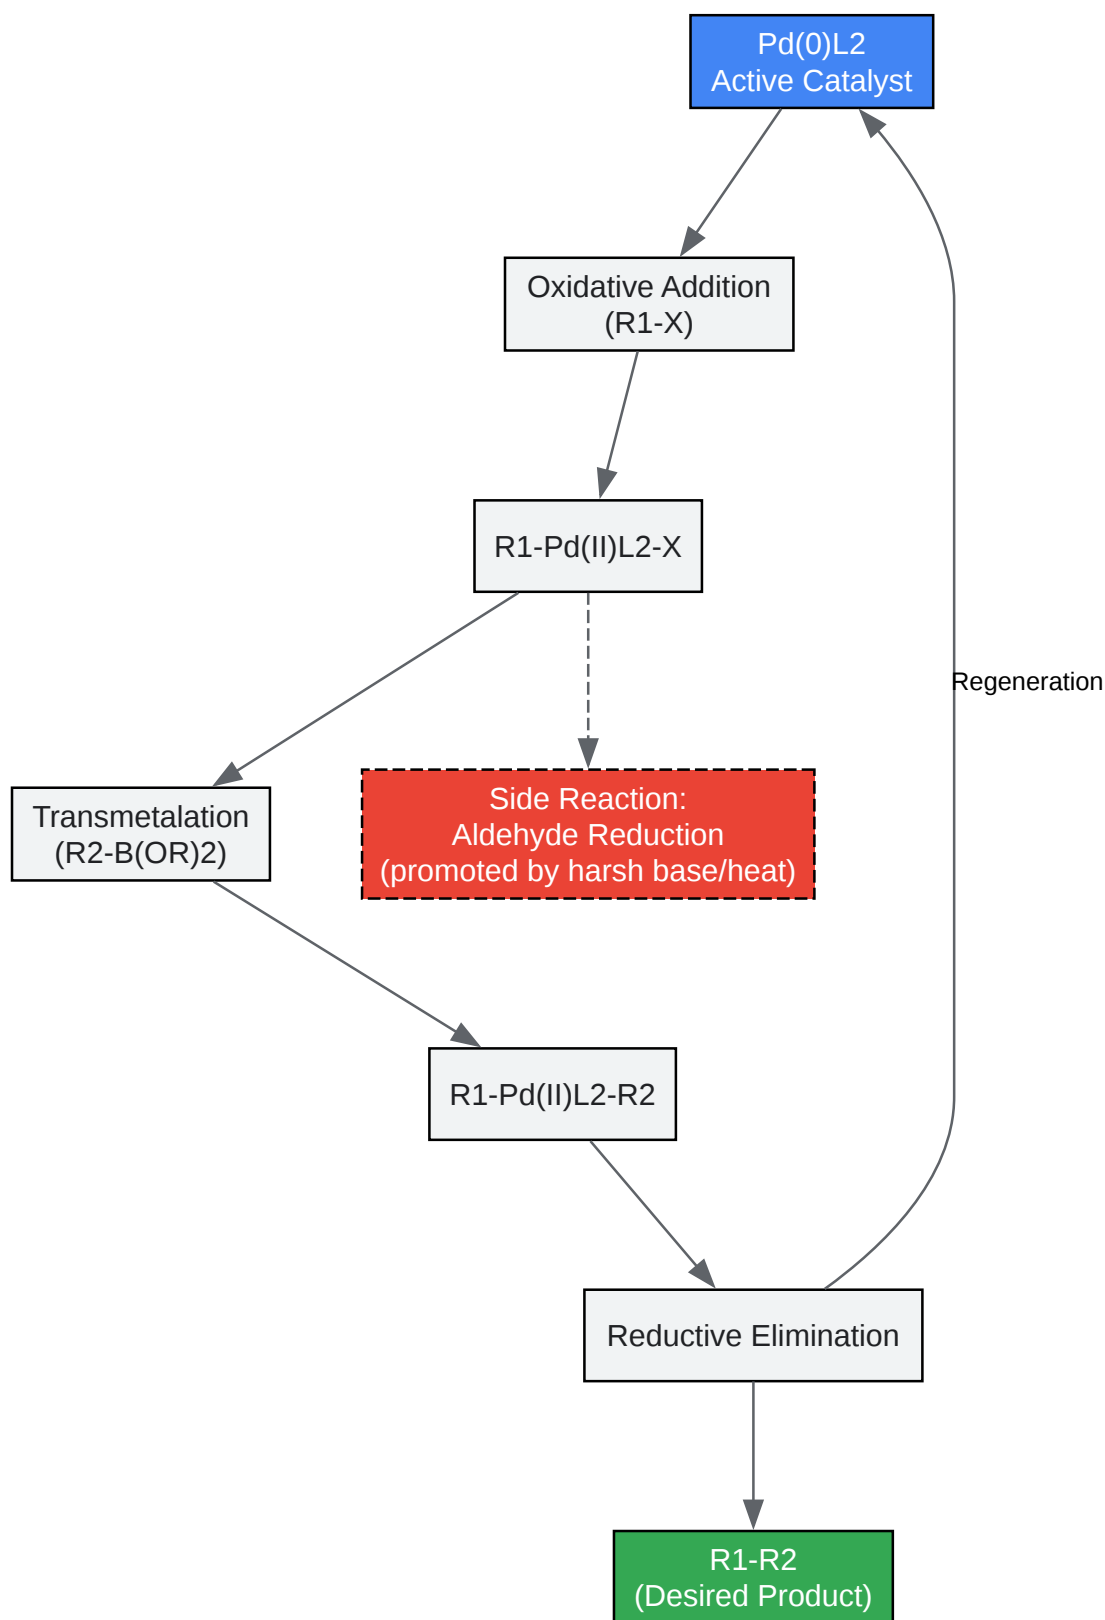 Pd(0)L2
Active Catalyst
Oxidative Addition
(R1-X)
R1-Pd(II)L2-X
Regeneration
Transmetalation
(R2-B(OR)2)
Side Reaction:
Aldehyde Reduction
(promoted by harsh base/heat)
R1-Pd(II)L2-R2
Reductive Elimination
R1-R2
(Desired Product)